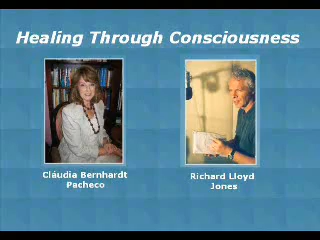 Healing Through Consciousness
Cláudia Bernhardt
Pacheco
Richard Lloyd
Jones